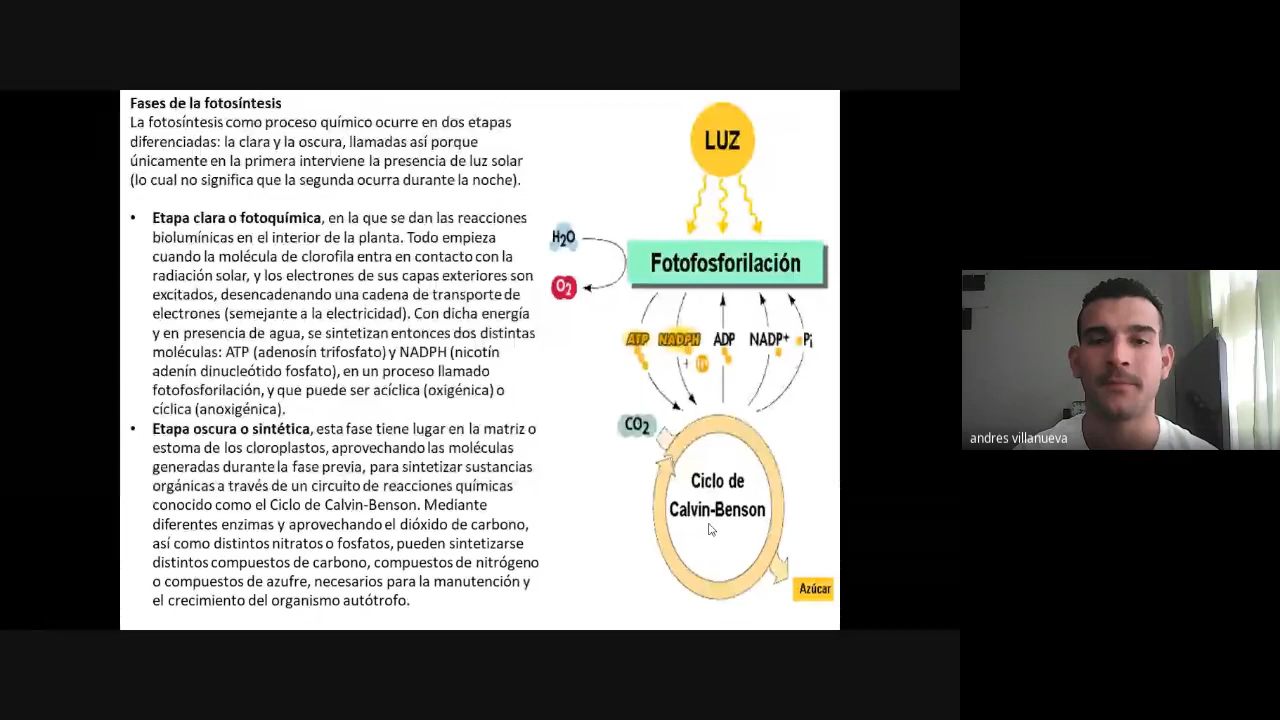 Fases de la fotosíntesis
La fotosíntesis como proceso químico ocurre en dos etapas
diferenciadas: la clara y la oscura, llamadas así porque
únicamente en la primera interviene la presencia de luz solar
(lo cual no significa que la segunda ocurra durante la noche).
• Etapa clara o fotoquímica, en la que se dan las reacciones
biolumínicas en el interior de la planta. Todo empieza
cuando la molécula de clorofila entra en contacto con la
radiación solar, y los electrones de sus capas exteriores son
excitados, desencadenando una cadena de transporte de
electrones (semejante a la electricidad). Con dicha energía
y en presencia de agua, se sintetizan entonces dos distintas
moléculas: ATP (adenosín trifosfato) y NADPH (nicotín
adenín dinucleótido fosfato), en un proceso llamado
fotofosforilación, y que puede ser acíclica (oxigénica) o
cíclica (anoxigénica).
• Etapa oscura o sintética, esta fase tiene lugar en la matriz o
estoma de los cloroplastos, aprovechando las moléculas
generadas durante la fase previa, para sintetizar sustancias
orgánicas a través de un circuito de reacciones químicas
conocido como el Ciclo de Calvin-Benson. Mediante
diferentes enzimas y aprovechando el dióxido de carbono,
así como distintos nitratos o fosfatos, pueden sintetizarse
distintos compuestos de carbono, compuestos de nitrógeno
o compuestos de azufre, necesarios para la manutención y
el crecimiento del organismo autótrofo.
LUZ
H2O
Fotofosforilación
O2
ATP NADPH ADP NADP+ Pi
+
CO2
Ciclo de
Calvin-Benson
Azúcar
andres villanueva